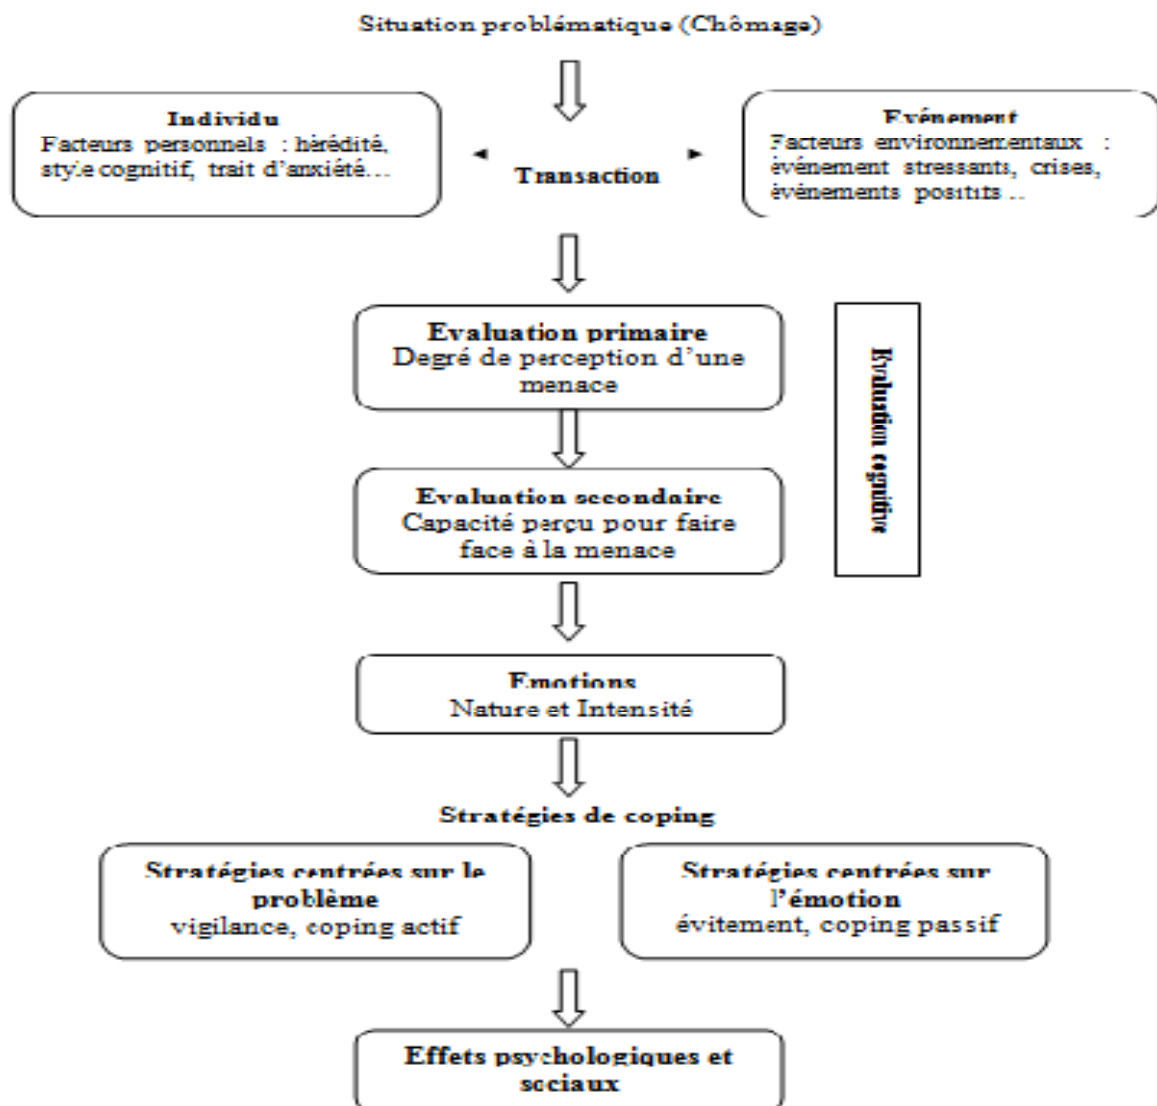 Situation problématique (Chômage)
Individu
Facteurs personnels : hérédité,
style cognitif, trait d'anxiété...
Transaction
Evénement
Facteurs environnementaux :
événement stressants, crises,
événements positifs ...
Evaluation primaire
Degré de perception d'une
menace
Evaluation secondaire
Capacité perçu pour faire
face à la menace
Evaluation cognitive
Emotions
Nature et Intensité
Stratégies de coping
Stratégies centrées sur le
problème
vigilance, coping actif
Stratégies centrées sur
l'émotion
évitement, coping passif
Effets psychologiques et
sociaux